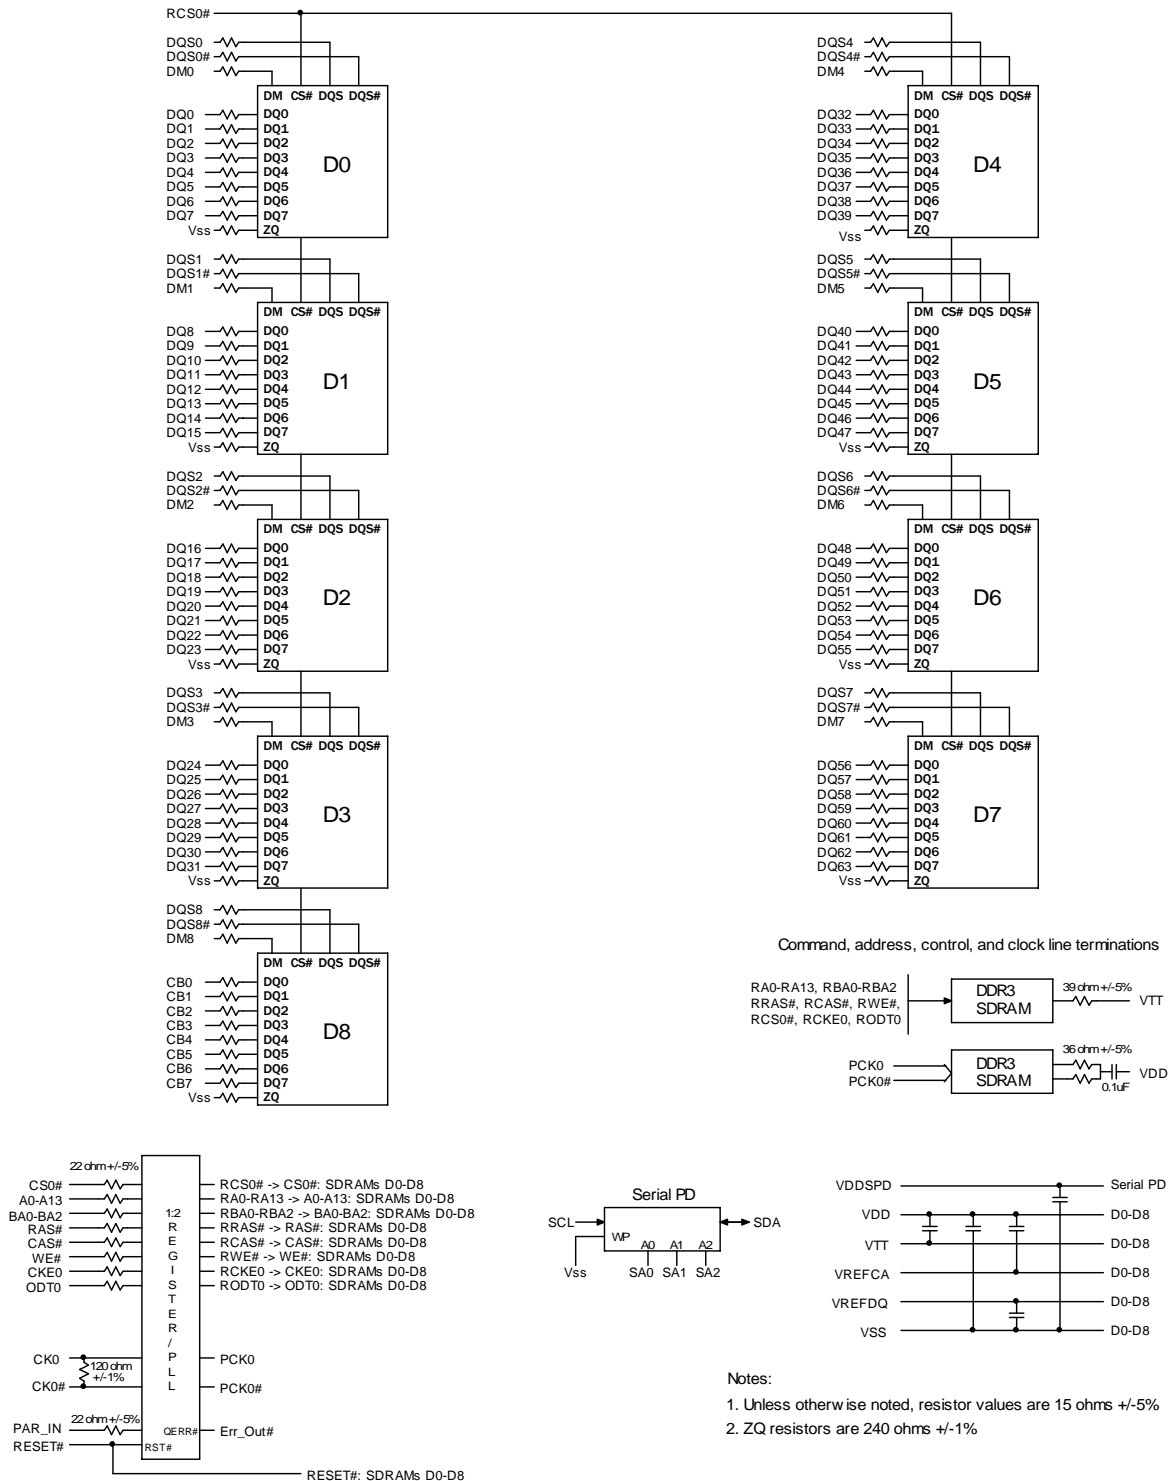 RCS0#
DQS0
DQS0#
DM0
DM CS# DQS DQS#
DQ0 DQ0
DQ1 DQ1
DQ2 DQ2
DQ3 DQ3
DQ4 DQ4
DQ5 DQ5
DQ6 DQ6
DQ7 DQ7
Vss ZQ
D0
DQS1
DQS1#
DM1
DM CS# DQS DQS#
DQ8 DQ0
DQ9 DQ1
DQ10 DQ2
DQ11 DQ3
DQ12 DQ4
DQ13 DQ5
DQ14 DQ6
DQ15 DQ7
Vss ZQ
D1
DQS2
DQS2#
DM2
DM CS# DQS DQS#
DQ16 DQ0
DQ17 DQ1
DQ18 DQ2
DQ19 DQ3
DQ20 DQ4
DQ21 DQ5
DQ22 DQ6
DQ23 DQ7
Vss ZQ
D2
DQS3
DQS3#
DM3
DM CS# DQS DQS#
DQ24 DQ0
DQ25 DQ1
DQ26 DQ2
DQ27 DQ3
DQ28 DQ4
DQ29 DQ5
DQ30 DQ6
DQ31 DQ7
Vss ZQ
D3
DQS8
DQS8#
DM8
DM CS# DQS DQS#
CB0 DQ0
CB1 DQ1
CB2 DQ2
CB3 DQ3
CB4 DQ4
CB5 DQ5
CB6 DQ6
CB7 DQ7
Vss ZQ
D8
DQS4
DQS4#
DM4
DM CS# DQS DQS#
DQ32 DQ0
DQ33 DQ1
DQ34 DQ2
DQ35 DQ3
DQ36 DQ4
DQ37 DQ5
DQ38 DQ6
DQ39 DQ7
Vss ZQ
D4
DQS5
DQS5#
DM5
DM CS# DQS DQS#
DQ40 DQ0
DQ41 DQ1
DQ42 DQ2
DQ43 DQ3
DQ44 DQ4
DQ45 DQ5
DQ46 DQ6
DQ47 DQ7
Vss ZQ
D5
DQS6
DQS6#
DM6
DM CS# DQS DQS#
DQ48 DQ0
DQ49 DQ1
DQ50 DQ2
DQ51 DQ3
DQ52 DQ4
DQ53 DQ5
DQ54 DQ6
DQ55 DQ7
Vss ZQ
D6
DQS7
DQS7#
DM7
DM CS# DQS DQS#
DQ56 DQ0
DQ57 DQ1
DQ58 DQ2
DQ59 DQ3
DQ60 DQ4
DQ61 DQ5
DQ62 DQ6
DQ63 DQ7
Vss ZQ
D7
Command, address, control, and clock line terminations
RA0-RA13, RBA0-RBA2
RRAS#, RCAS#, RWE#,
RCS0#, RCKE0, RODT0
DDR3
SDRAM
39 ohm +/-5%
VTT
PCK0
PCK0#
DDR3
SDRAM
36 ohm +/-5%
0.1uF
VDD
22 ohm +/-5%
CS0#
A0-A13
BA0-BA2
RAS#
CAS#
WE#
CKE0
ODT0
1:2
R
E
G
I
S
T
E
R
/
P
L
L
RCS0# -> CS0#: SDRAMs D0-D8
RA0-RA13 -> A0-A13: SDRAMs D0-D8
RBA0-RBA2 -> BA0-BA2: SDRAMs D0-D8
RRAS# -> RAS#: SDRAMs D0-D8
RCAS# -> CAS#: SDRAMs D0-D8
RWE# -> WE#: SDRAMs D0-D8
RCKE0 -> CKE0: SDRAMs D0-D8
RODT0 -> ODT0: SDRAMs D0-D8
CK0
120 ohm
+/-1%
CK0#
PCK0
PCK0#
PAR_IN
22 ohm +/-5%
QERR#
Err_Out#
RESET#
RST#
RESET#: SDRAMs D0-D8
Serial PD
SCL
WP
A0 A1 A2
SDA
Vss
SA0 SA1 SA2
VDDSPD Serial PD
VDD D0-D8
VTT D0-D8
VREFCA D0-D8
VREFDQ D0-D8
VSS D0-D8
Notes:
1. Unless otherwise noted, resistor values are 15 ohms +/-5%
2. ZQ resistors are 240 ohms +/-1%